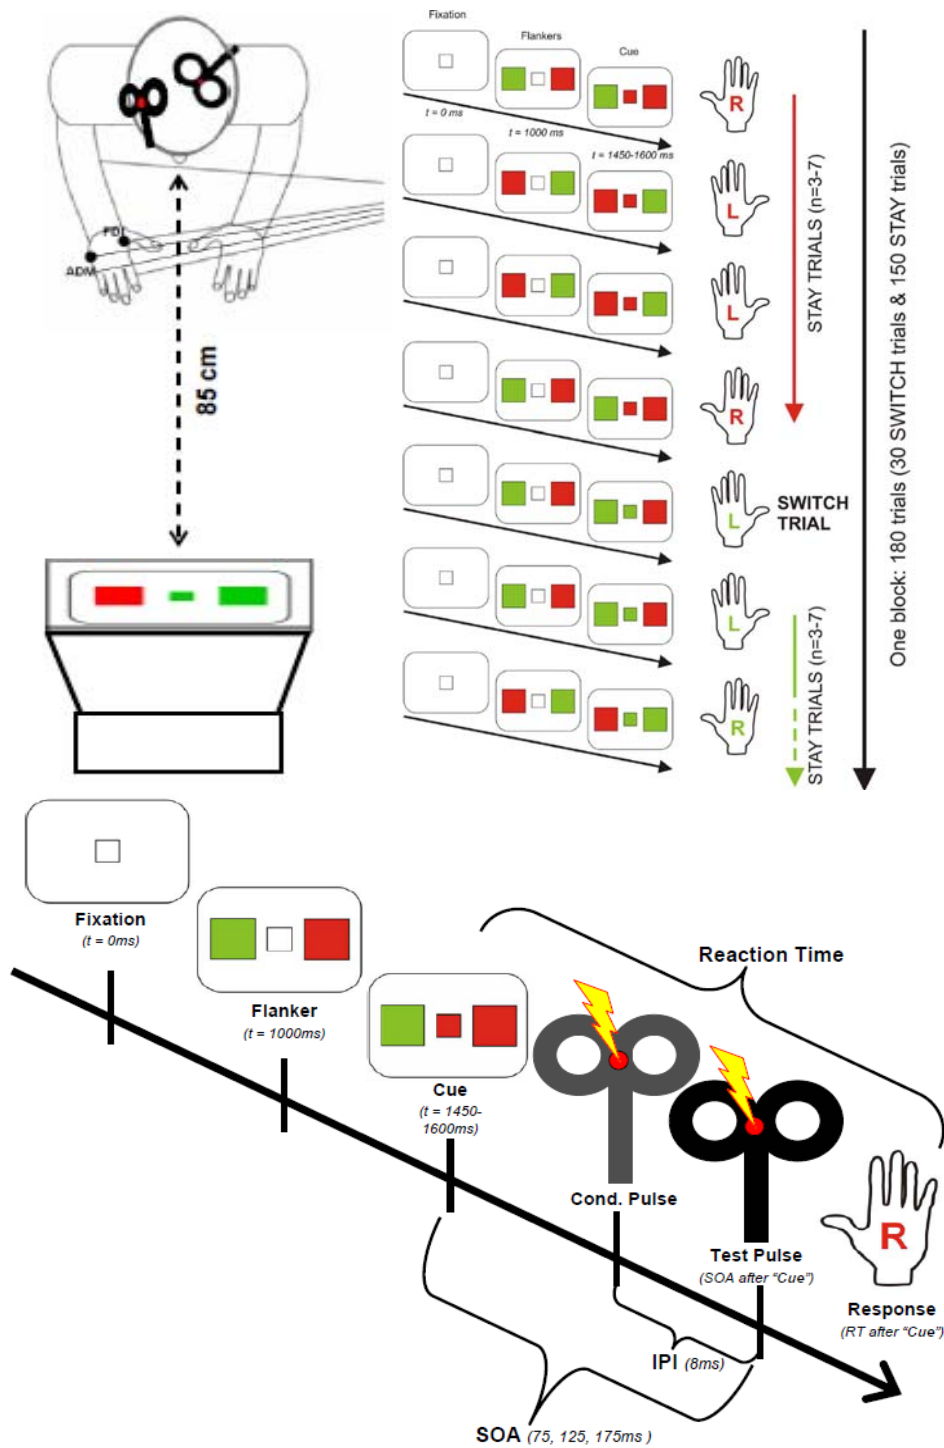 Fixation
Flankers
Cue
t = 0 ms
t = 1000 ms
t = 1450-1600 ms
R
L
L
R
L
L
R
STAY TRIALS (n=3-7)
SWITCH
TRIAL
STAY TRIALS (n=3-7)
One block: 180 trials (30 SWITCH trials & 150 STAY trials)
FDI
ADM
85 cm
Fixation
(t = 0ms)
Flanker
(t = 1000ms)
Cue
(t = 1450-
1600ms)
Reaction Time
Cond. Pulse
Test Pulse
(SOA after "Cue")
R
Response
(RT after "Cue")
IPI (8ms)
SOA (75, 125, 175ms )